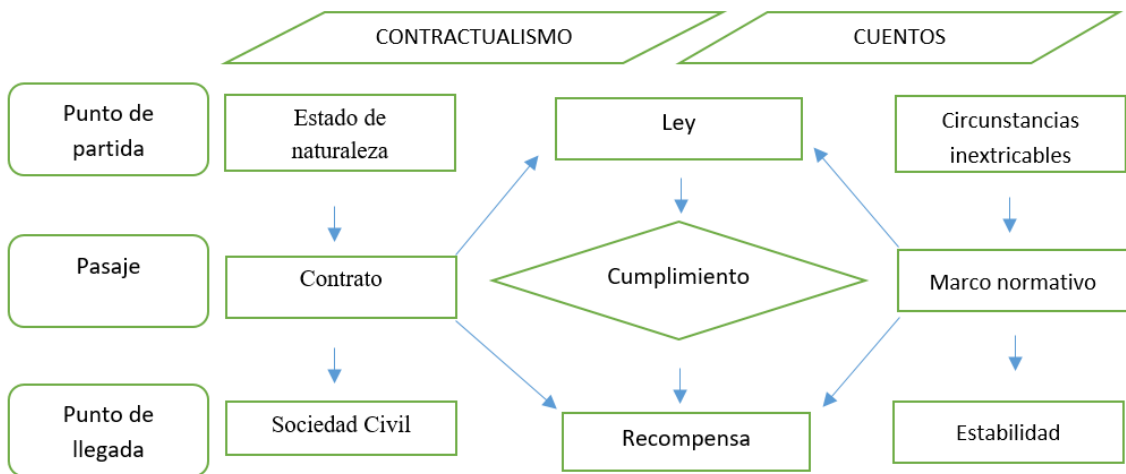 CONTRACTUALISMO
CUENTOS
Punto de
partida
Estado de
naturaleza
Ley
Circunstancias
inextricables
Pasaje
Contrato
Cumplimiento
Marco normativo
Punto de
llegada
Sociedad Civil
Recompensa
Estabilidad